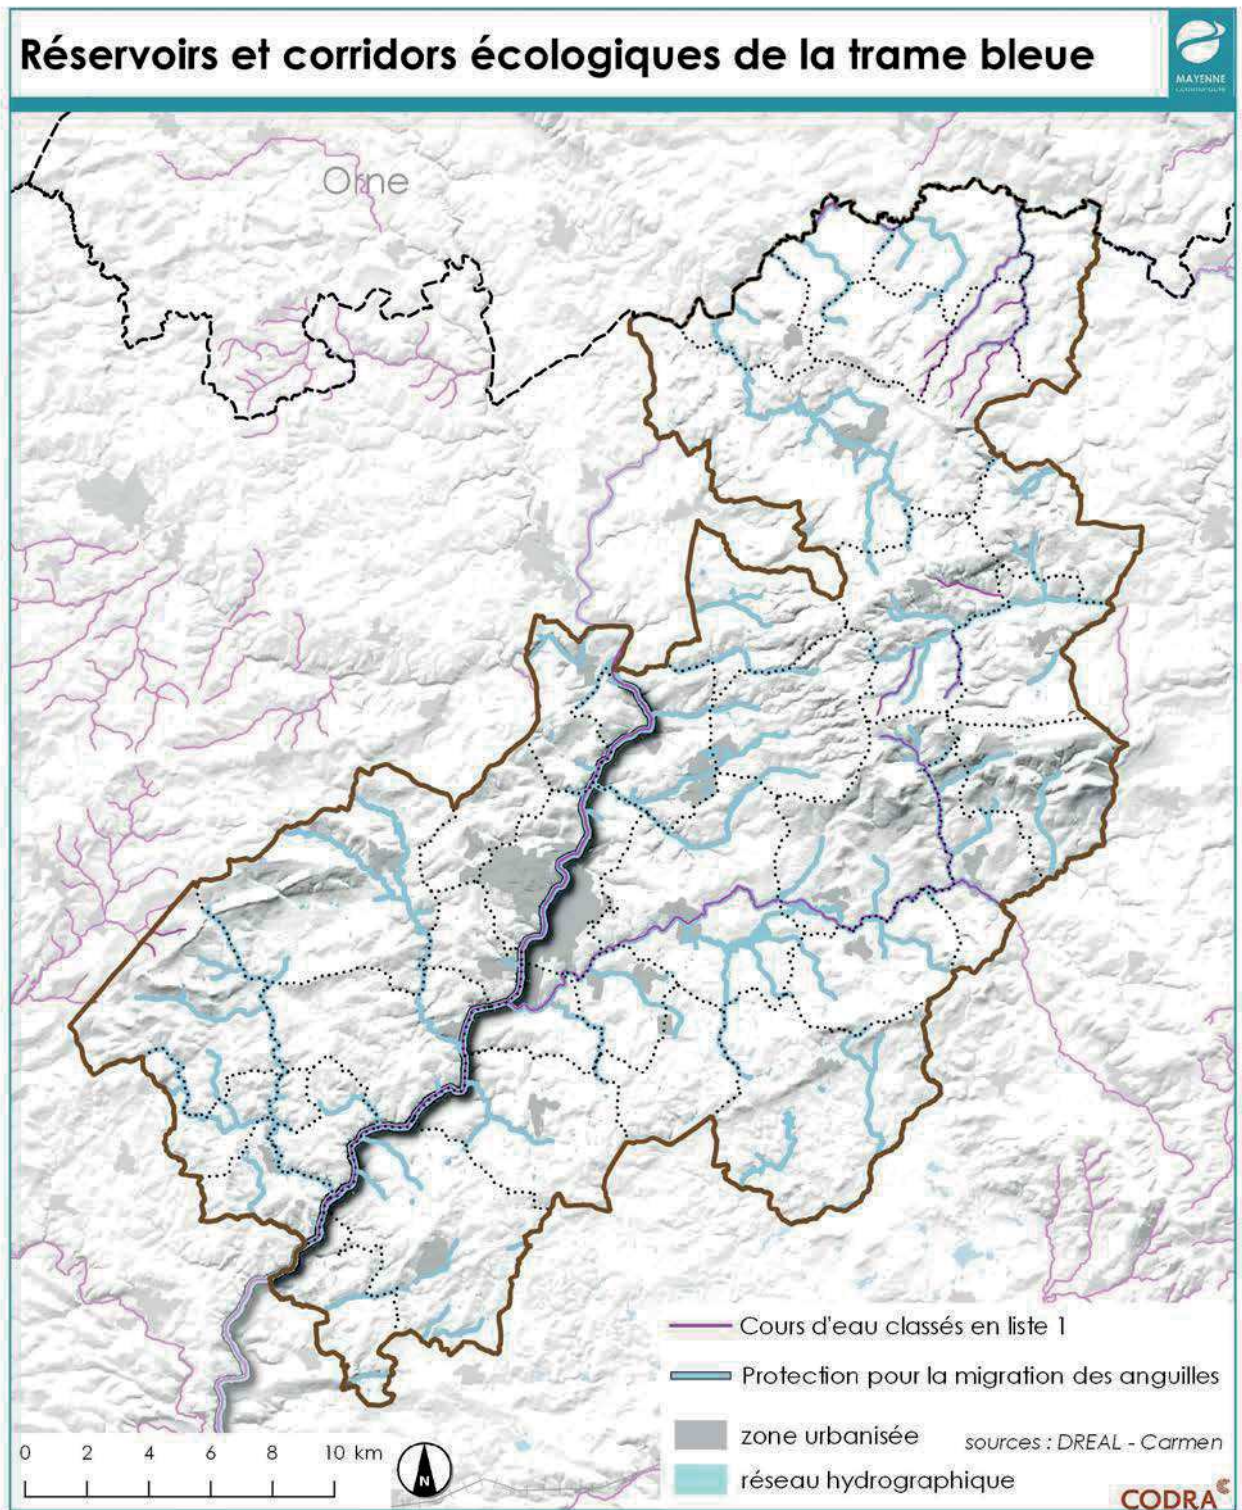 Réservoirs et corridors écologiques de la trame bleue
MAYENNE
COMMUNAUTÉ
Orne
Cours d'eau classés en liste 1
Protection pour la migration des anguilles
zone urbanisée
sources : DREAL - Carmen
réseau hydrographique
0 2 4 6 8 10 km
N
CODRA